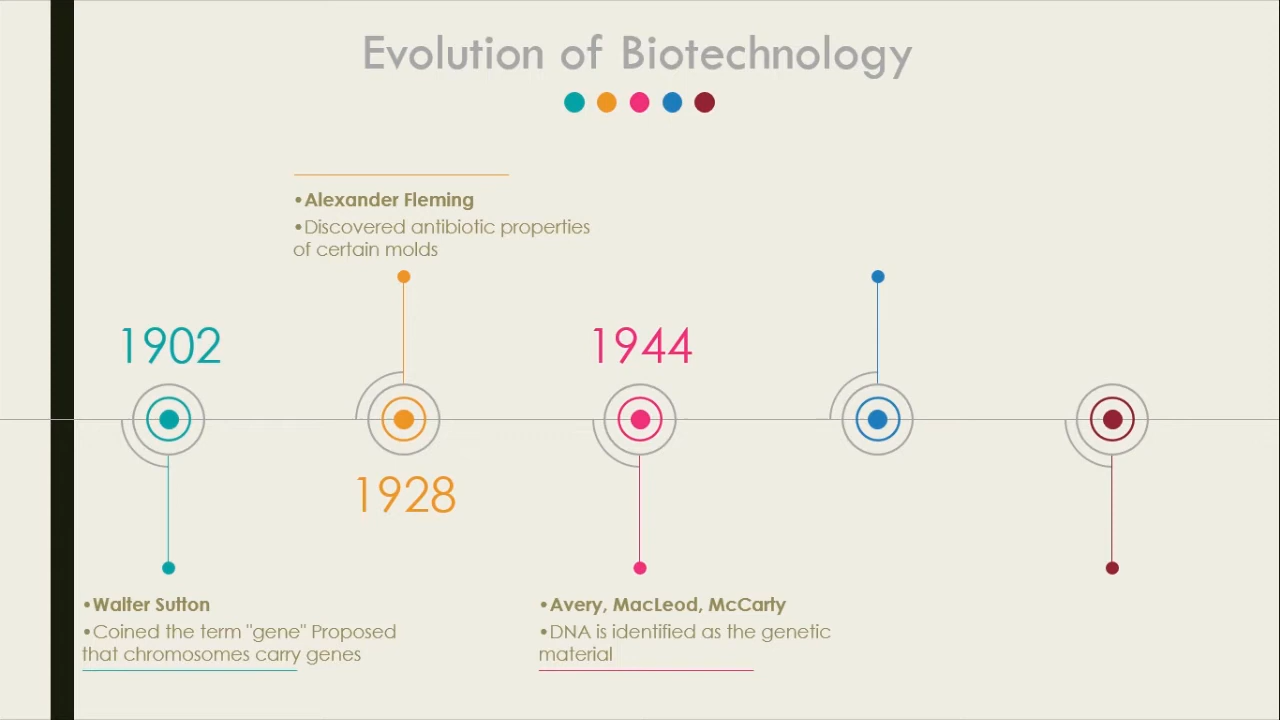 Evolution of Biotechnology
•Alexander Fleming
•Discovered antibiotic properties
of certain molds
1902
1944
1928
•Walter Sutton
•Coined the term "gene" Proposed
that chromosomes carry genes
•Avery, MacLeod, McCarty
•DNA is identified as the genetic
material